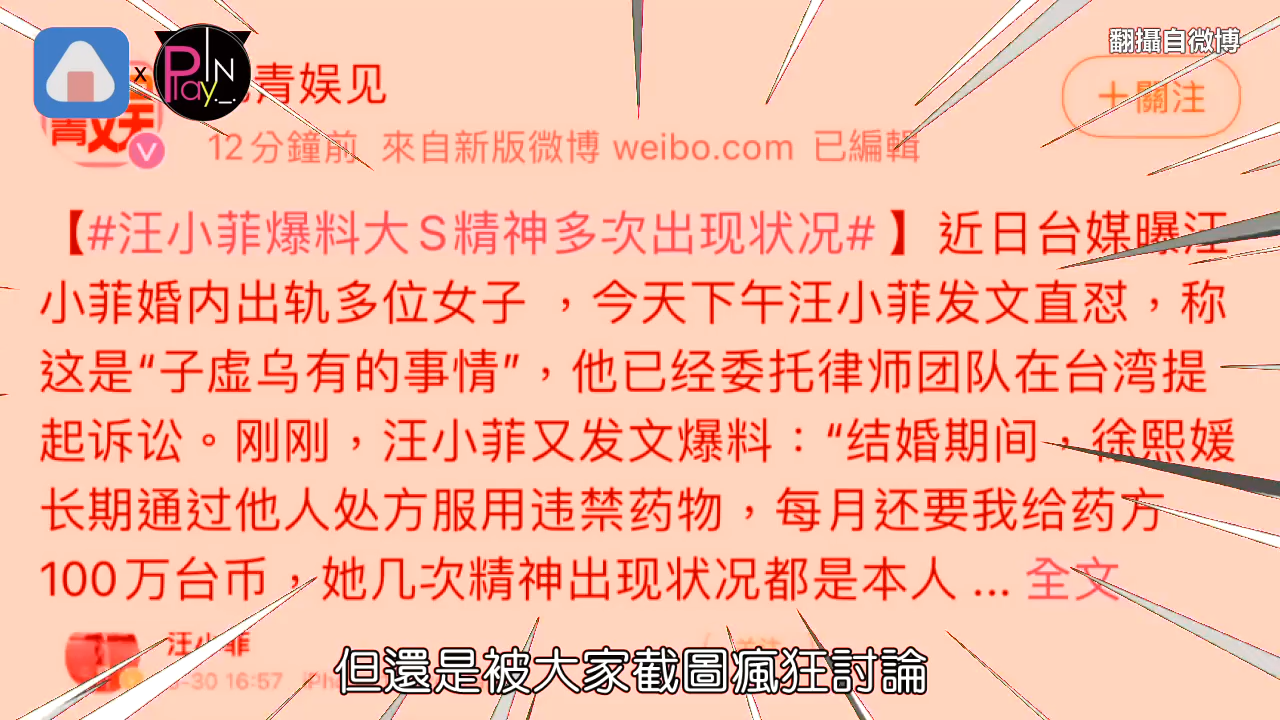 翻攝自微博
x
PlayIN
青娱见
+關注
12分鐘前 來自新版微博 weibo.com 已編輯
【#汪小菲爆料大S精神多次出现状况#】近日台媒曝汪
小菲婚内出轨多位女子 ，今天下午汪小菲发文直怼，称
这是“子虚乌有的事情”，他已经委托律师团队在台湾提
起诉讼。刚刚，汪小菲又发文爆料：“结婚期间，徐熙媛
长期通过他人处方服用违禁药物，每月还要我给药方
100万台币，她几次精神出现状况都是本人 ... 全文
汪小菲
-30 16:57
但還是被大家截圖瘋狂討論